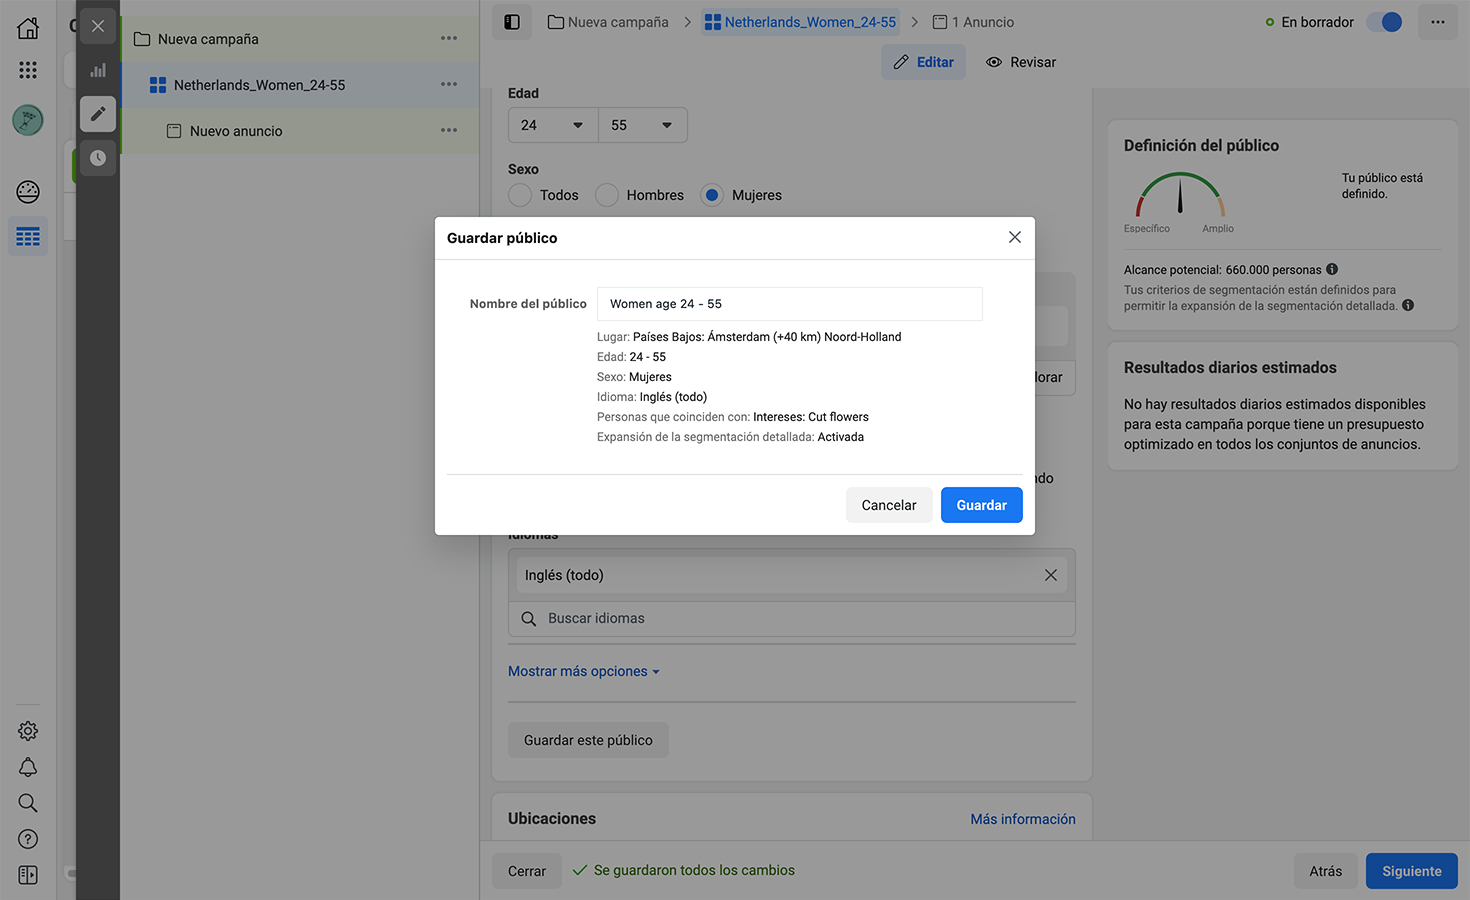 Nueva campaña
Netherlands_Women_24-55
Nuevo anuncio
Nueva campaña
Netherlands_Women_24-55
1 Anuncio
En borrador
Editar
Revisar
Edad
24
55
Sexo
Todos
Hombres
Mujeres
Guardar público
Nombre del público
Women age 24 - 55
Lugar: Países Bajos: Ámsterdam (+40 km) Noord-Holland
Edad: 24 - 55
Sexo: Mujeres
Idioma: Inglés (todo)
Personas que coinciden con: Intereses: Cut flowers
Expansión de la segmentación detallada: Activada
Cancelar
Guardar
Idiomas
Inglés (todo)
Buscar idiomas
Mostrar más opciones
Guardar este público
Ubicaciones
Más información
Cerrar
Se guardaron todos los cambios
Atrás
Siguiente
Definición del público
Tu público está
definido.
Específico
Amplio
Alcance potencial: 660.000 personas
Tus criterios de segmentación están definidos para
permitir la expansión de la segmentación detallada.
Resultados diarios estimados
No hay resultados diarios estimados disponibles
para esta campaña porque tiene un presupuesto
optimizado en todos los conjuntos de anuncios.